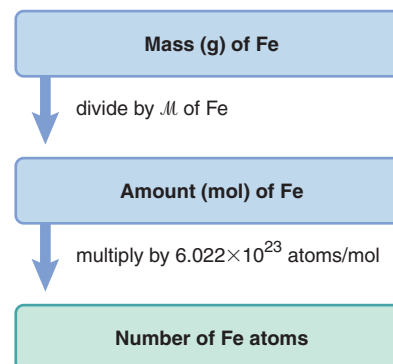 Mass (g) of Fe
divide by ℳ of Fe
Amount (mol) of Fe
multiply by 6.022×10²³ atoms/mol
Number of Fe atoms